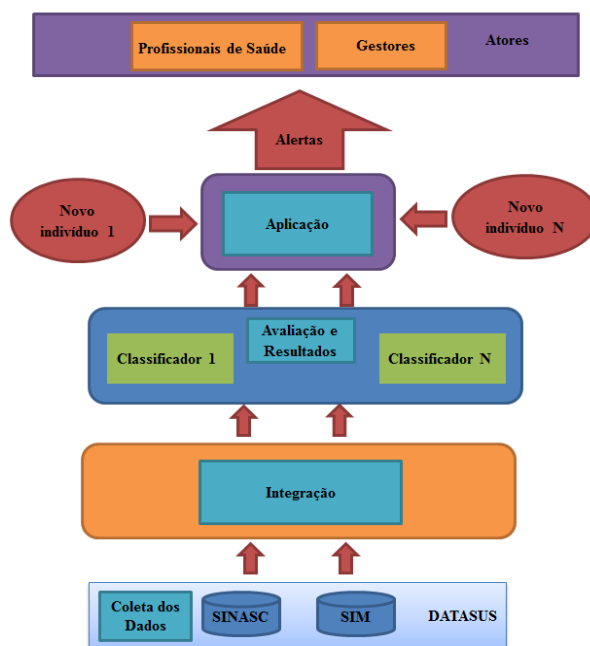 Profissionais de Saúde
Gestores
Atores
Alertas
Novo
indivíduo 1
Aplicação
Novo
indivíduo N
Classificador 1
Avaliação e
Resultados
Classificador N
Integração
Coleta dos
Dados
SINASC
SIM
DATASUS